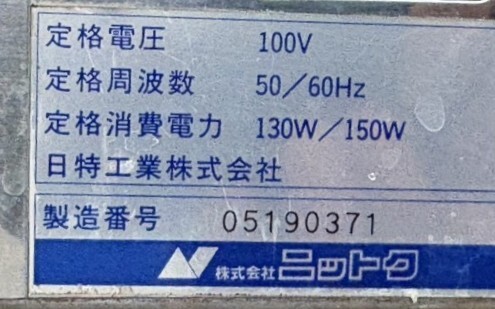 定格電圧 100V
定格周波数 50/60Hz
定格消費電力 130W/150W
日特工業株式会社
製造番号 05190371
株式会社ニットク